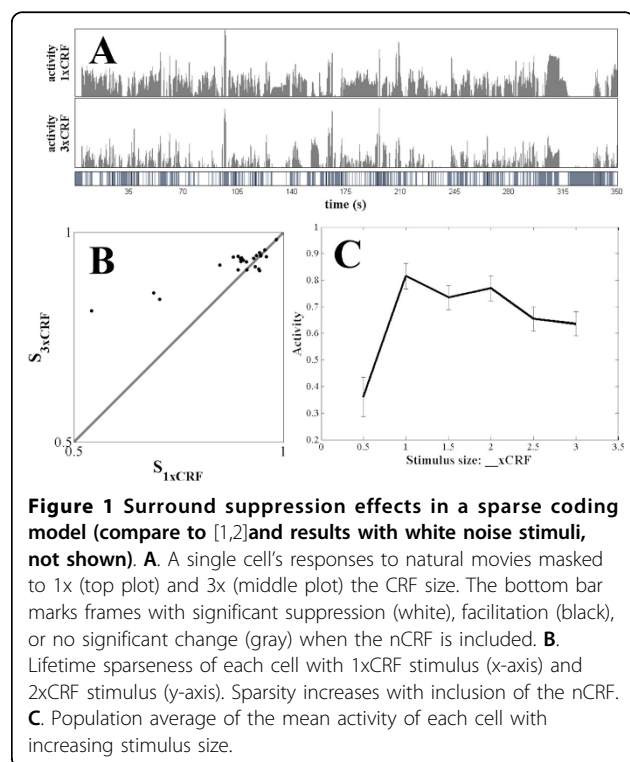 A
activity
1xCRF
activity
3xCRF
35 70 105 140 175 210 245 280 315 350
time (s)
B
1
S3xCRF
0.5
0.5 1
S1xCRF
C
1
0.9
0.8
0.7
0.6
0.5
0.4
0.3
0.2
Activity
0 0.5 1 1.5 2 2.5 3 3.5
Stimulus size: __xCRF
Figure 1 Surround suppression effects in a sparse coding
model (compare to [1,2]and results with white noise stimuli,
not shown). A. A single cell's responses to natural movies masked
to 1x (top plot) and 3x (middle plot) the CRF size. The bottom bar
marks frames with significant suppression (white), facilitation (black),
or no significant change (gray) when the nCRF is included. B.
Lifetime sparseness of each cell with 1xCRF stimulus (x-axis) and
2xCRF stimulus (y-axis). Sparsity increases with inclusion of the nCRF.
C. Population average of the mean activity of each cell with
increasing stimulus size.